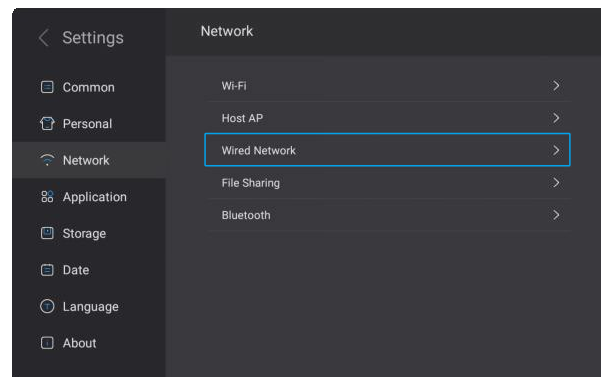 Settings
Common
Personal
Network
Application
Storage
Date
Language
About
Network
Wi-Fi
Host AP
Wired Network
File Sharing
Bluetooth